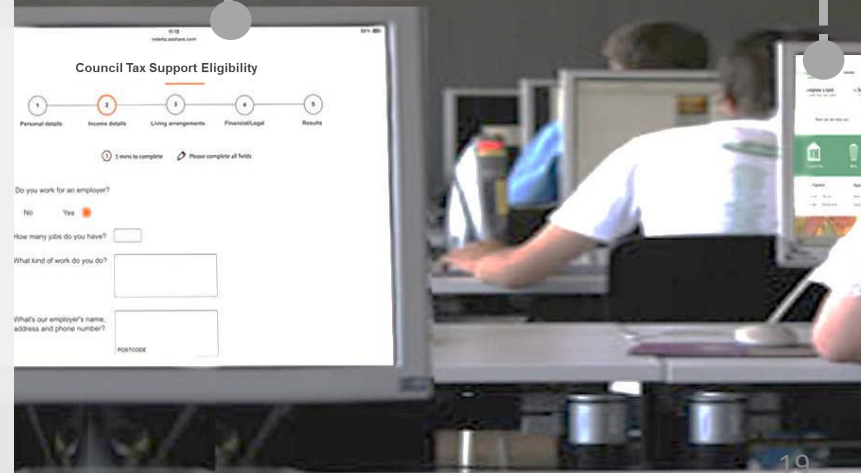 11:13
50%
Council Tax Support Eligibility
1 2 3 4 5
Personal details Income details Living arrangements Financial/Legal Results
5 mins to complete Please complete all fields
Do you work for an employer?
No Yes
How many jobs do you have?
What kind of work do you do?
What's our employer's name,
address and phone number?
POSTCODE
19